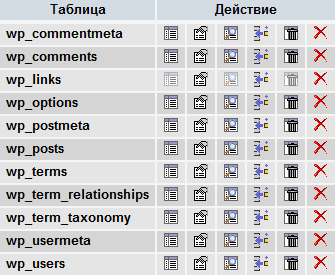 Таблица Действие
wp_commentmeta
wp_comments
wp_links
wp_options
wp_postmeta
wp_posts
wp_terms
wp_term_relationships
wp_term_taxonomy
wp_usermeta
wp_users